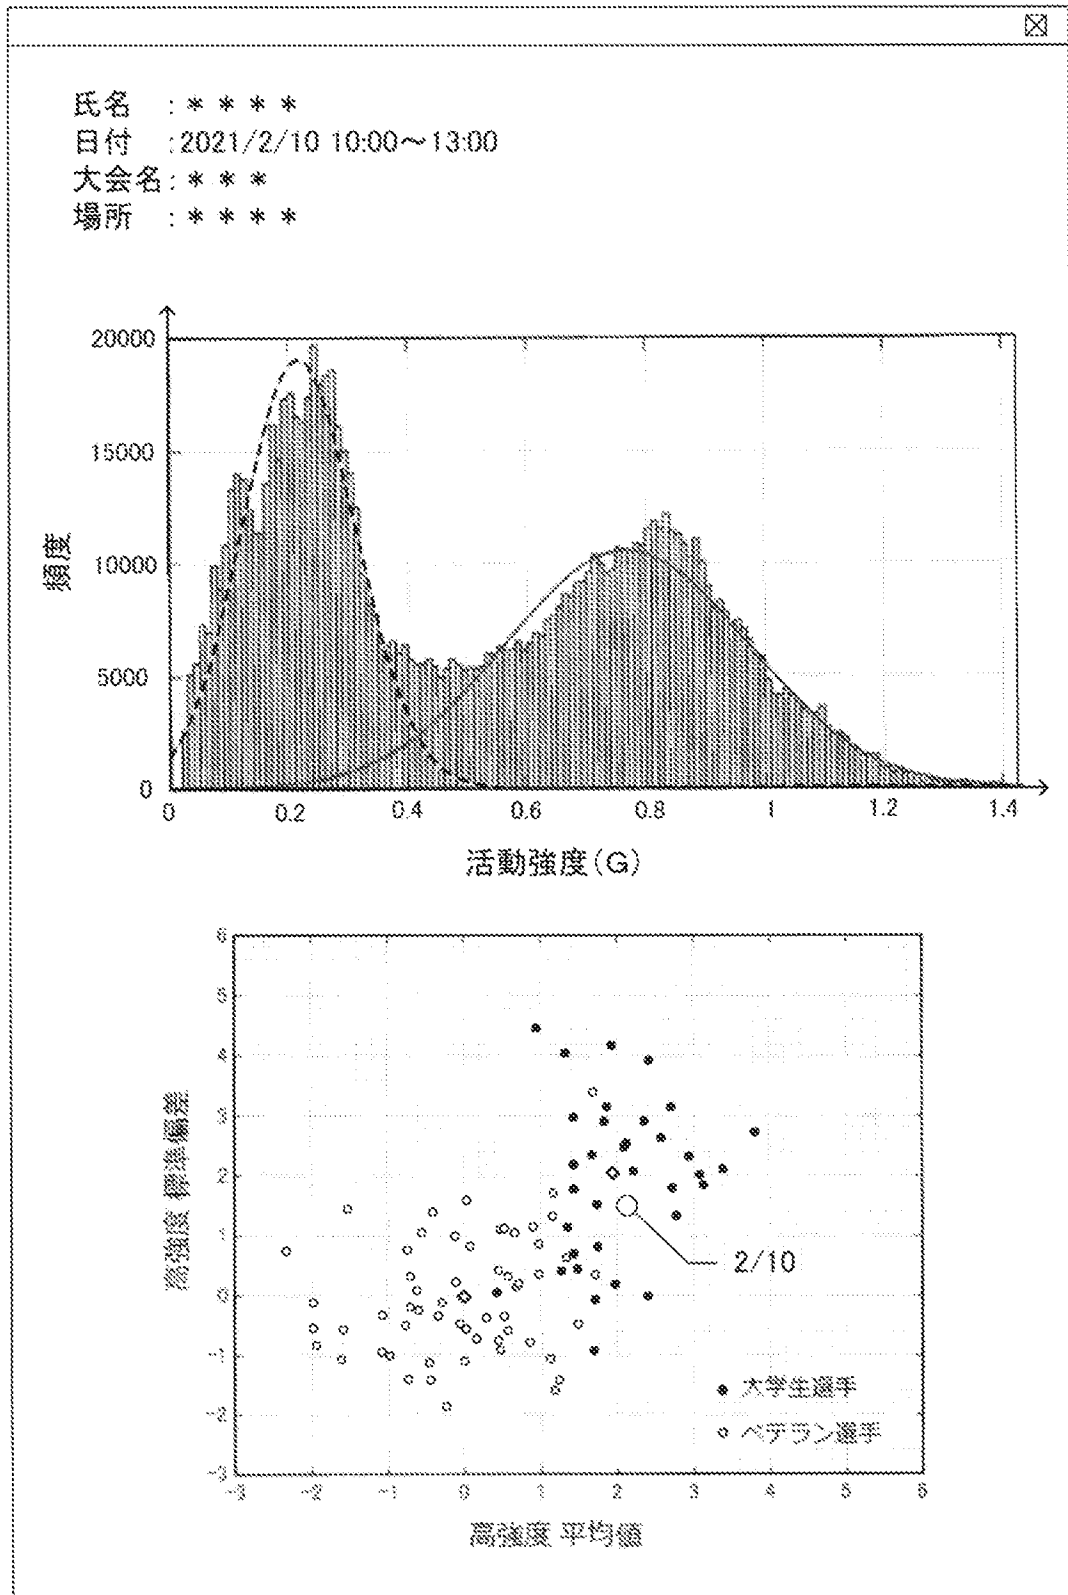 氏名 :＊＊＊＊
日付 :2021/2/10 10:00～13:00
大会名:＊＊＊
場所 :＊＊＊＊
20000
15000
10000
5000
0
頻度
0 0.2 0.4 0.6 0.8 1 1.2 1.4
活動強度(G)
6
5
4
3
2
1
0
-1
-2
-3
高強度 標準偏差
2/10
大学生選手
ベテラン選手
-3 -2 -1 0 1 2 3 4 5 6
高強度 平均値